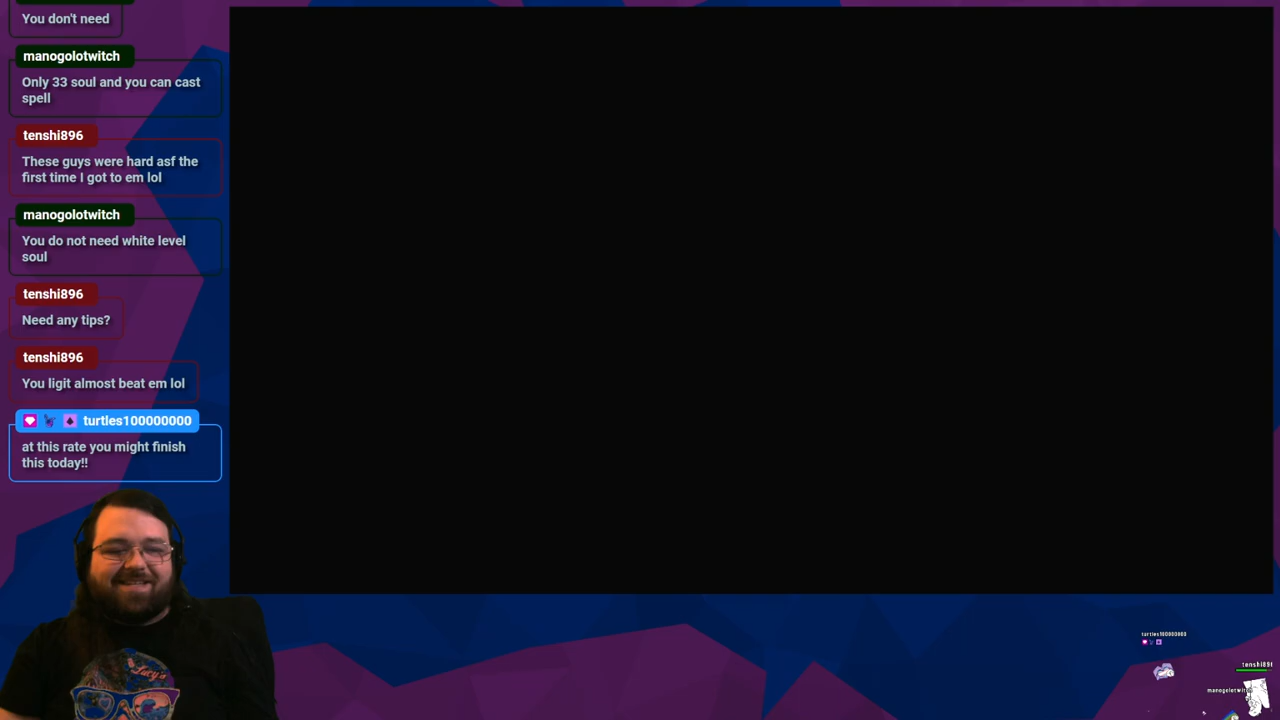 You don't need
manogolotwitch
Only 33 soul and you can cast
spell
tenshi896
These guys were hard asf the
first time I got to em lol
manogolotwitch
You do not need white level
soul
tenshi896
Need any tips?
tenshi896
You ligit almost beat em lol
turtles100000000
at this rate you might finish
this today!!
turtles100000000
tenshi896